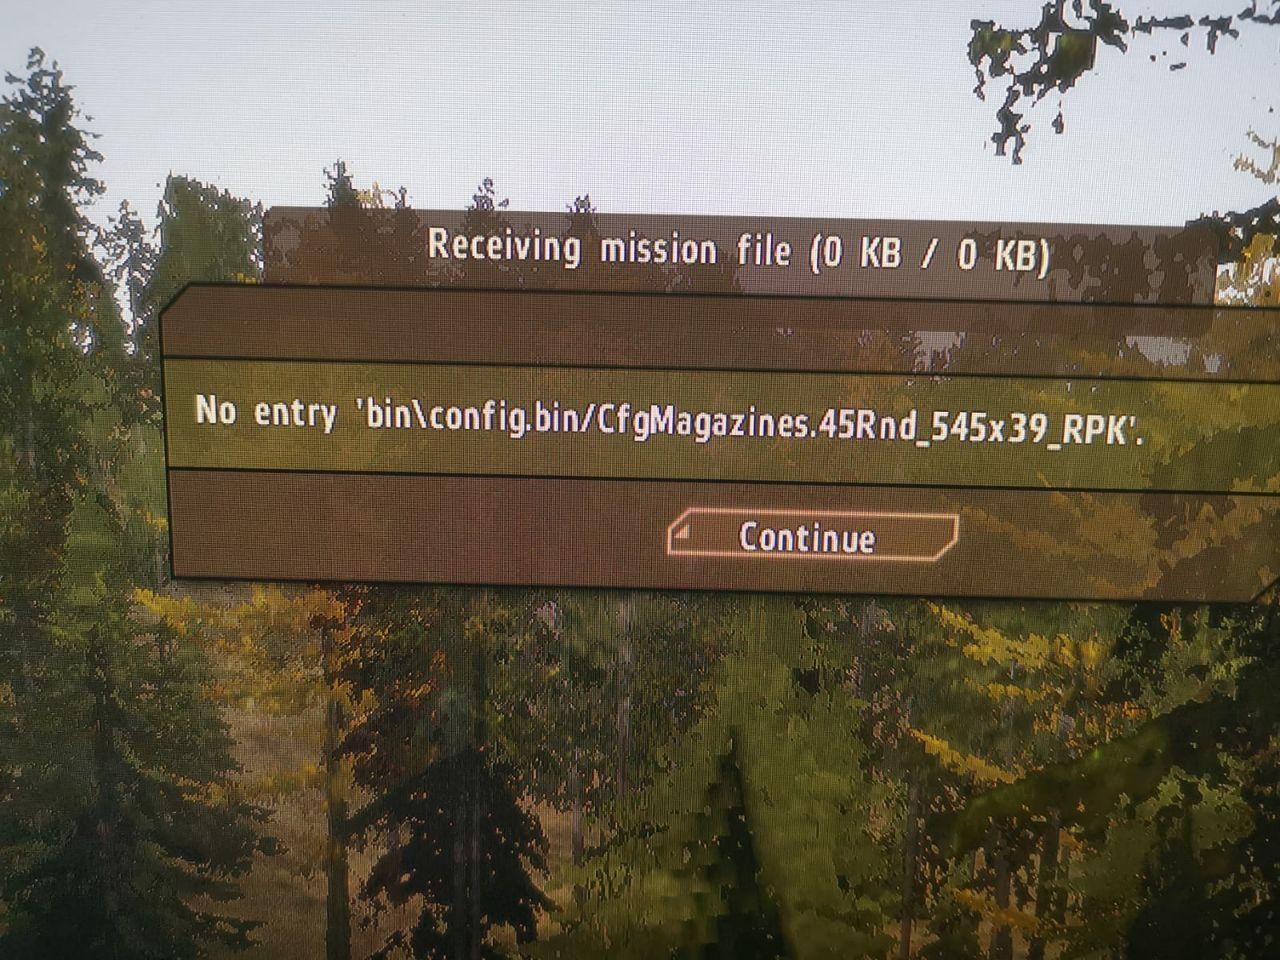 Receiving mission file (0 KB / 0 KB)
No entry 'bin\config.bin/CfgMagazines.45Rnd_545x39_RPK'.
Continue